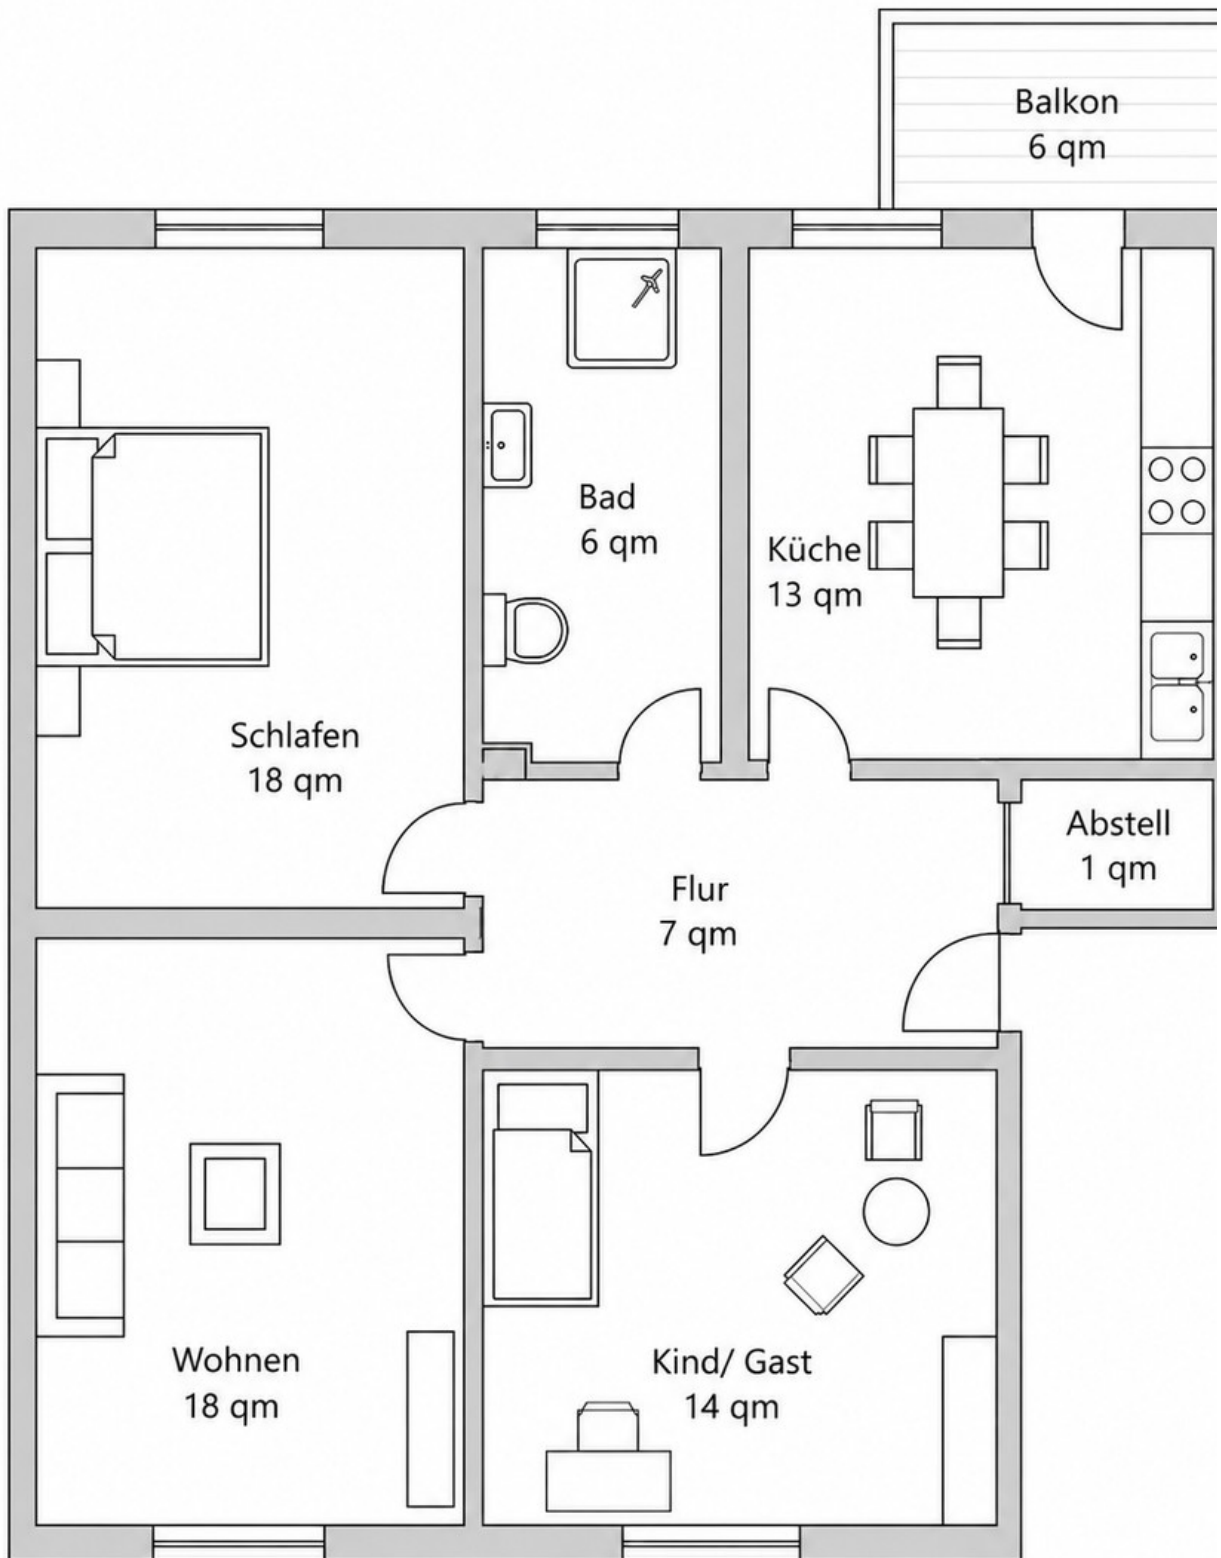 Balkon
6 qm
Bad
6 qm
Küche
13 qm
Schlafen
18 qm
Abstell
1 qm
Flur
7 qm
Wohnen
18 qm
Kind/ Gast
14 qm